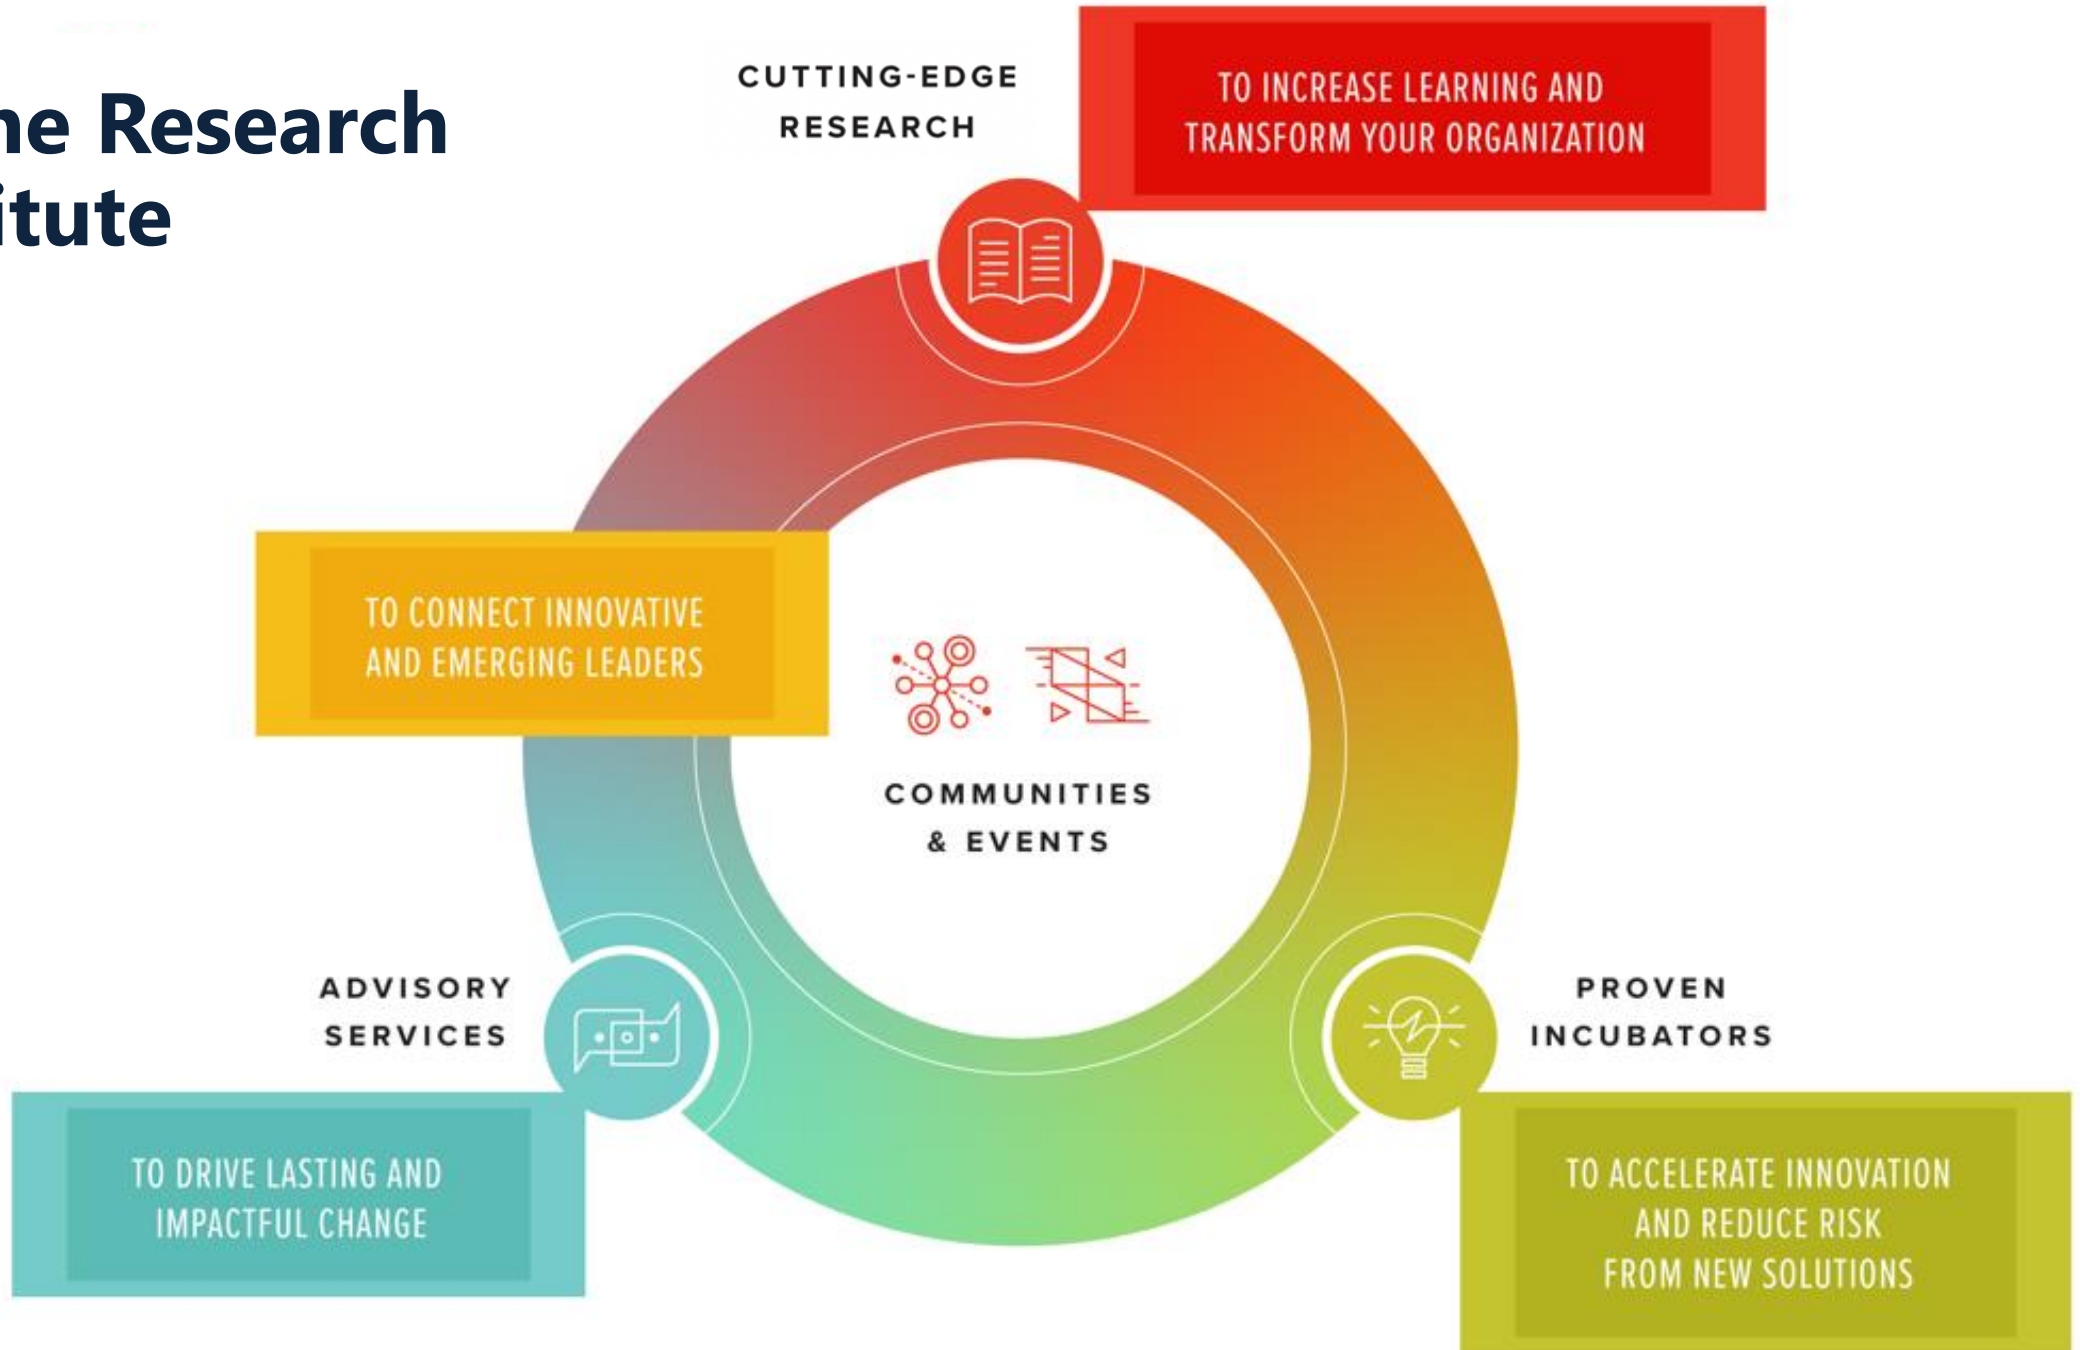 ne Research
itute
CUTTING-EDGE
RESEARCH
TO INCREASE LEARNING AND
TRANSFORM YOUR ORGANIZATION
TO CONNECT INNOVATIVE
AND EMERGING LEADERS
COMMUNITIES
& EVENTS
ADVISORY
SERVICES
TO DRIVE LASTING AND
IMPACTFUL CHANGE
PROVEN
INCUBATORS
TO ACCELERATE INNOVATION
AND REDUCE RISK
FROM NEW SOLUTIONS